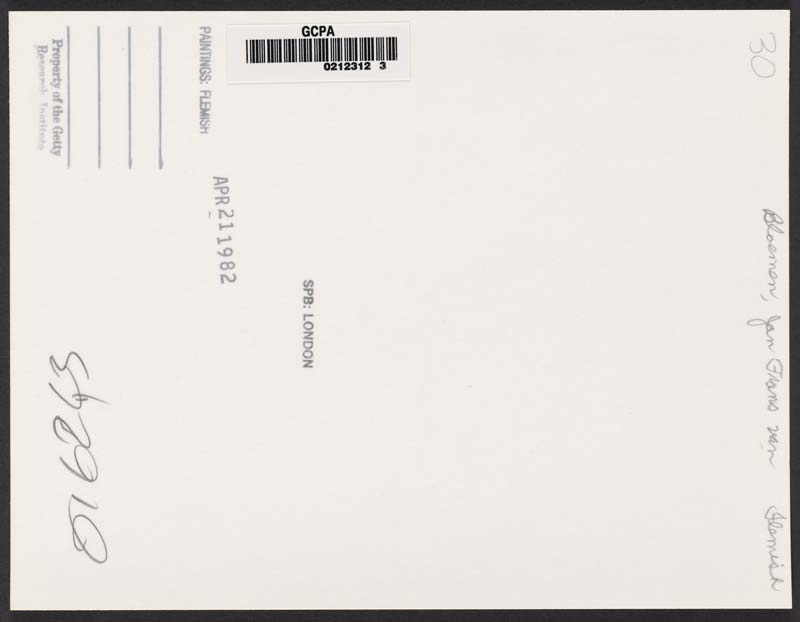 30
Bloemen, Jan Frans van Flemish
GCPA
0212312 3
SPB: LONDON
APR 21 1982
PAINTINGS: FLEMISH
Property of the Getty
Research Institute